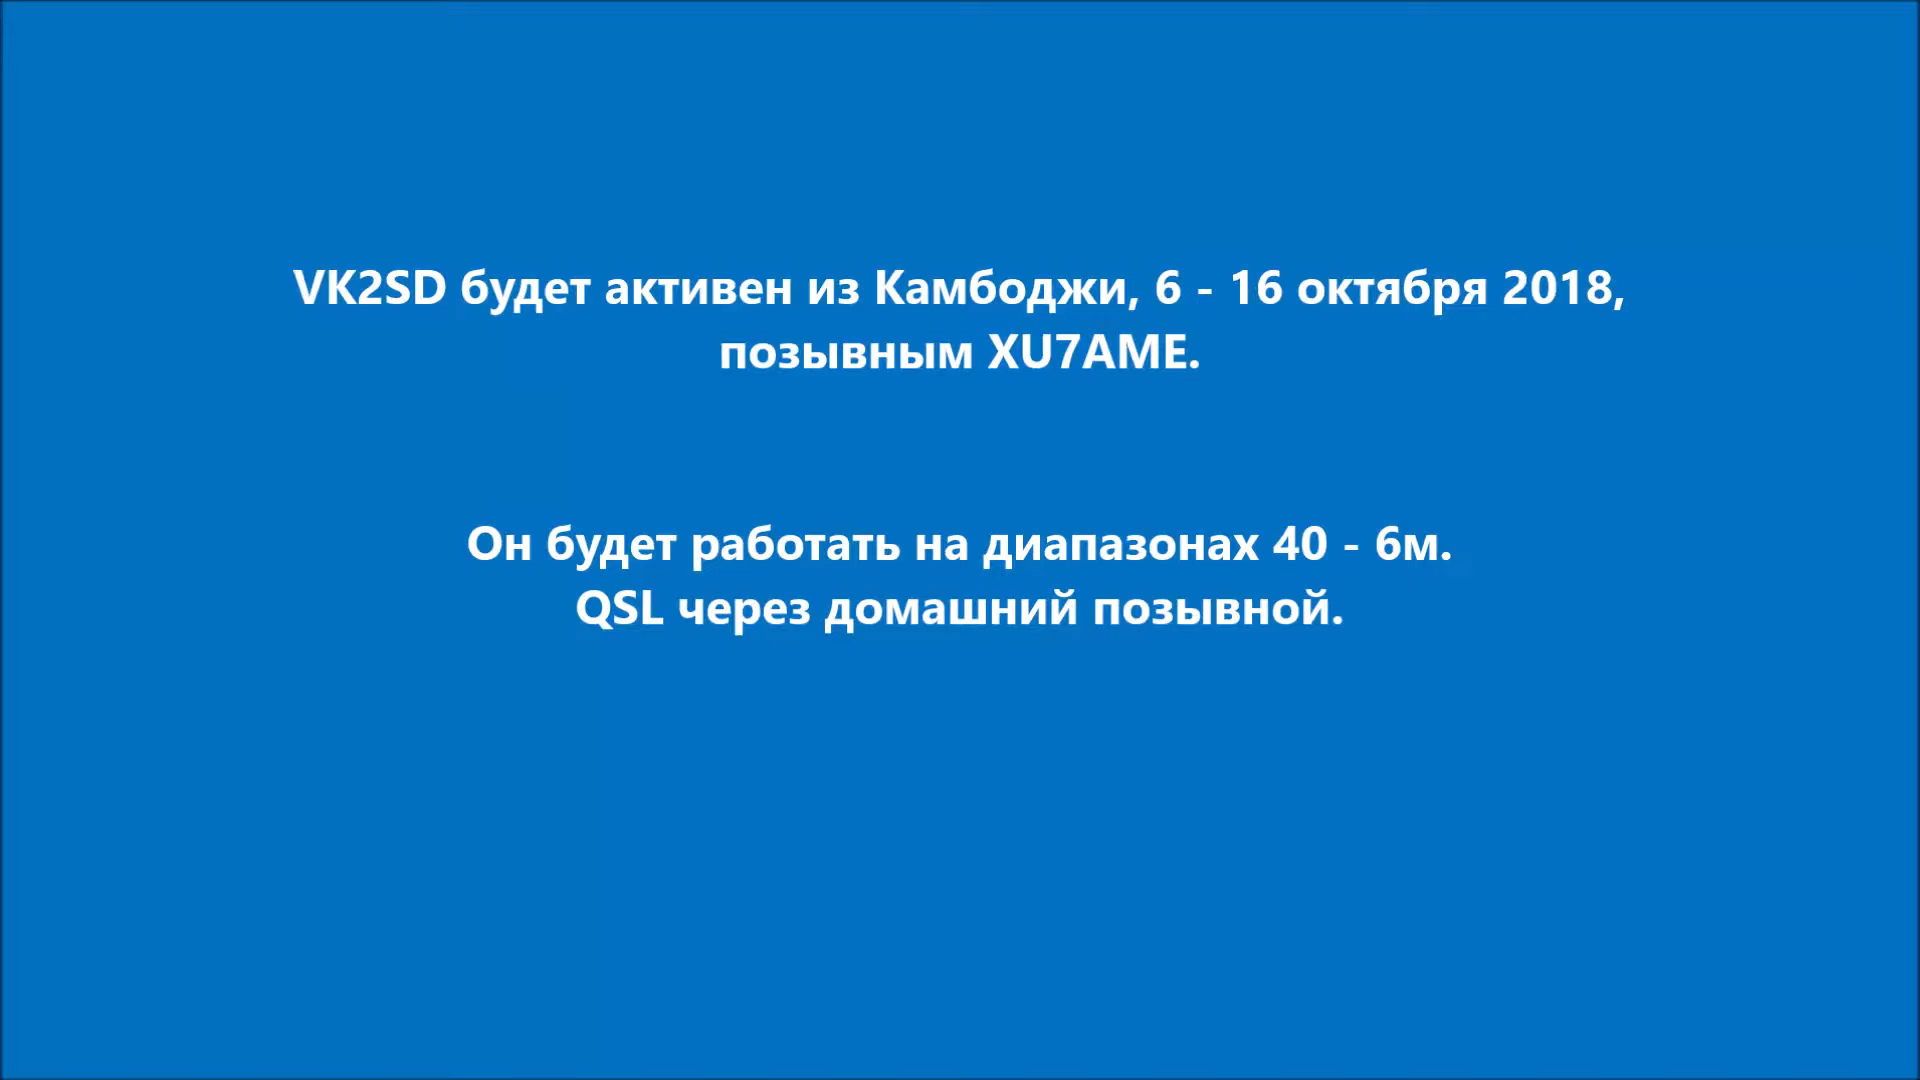 VK2SD будет активен из Камбоджи, 6 - 16 октября 2018,
позывным XU7AME.
Он будет работать на диапазонах 40 - 6м.
QSL через домашний позывной.